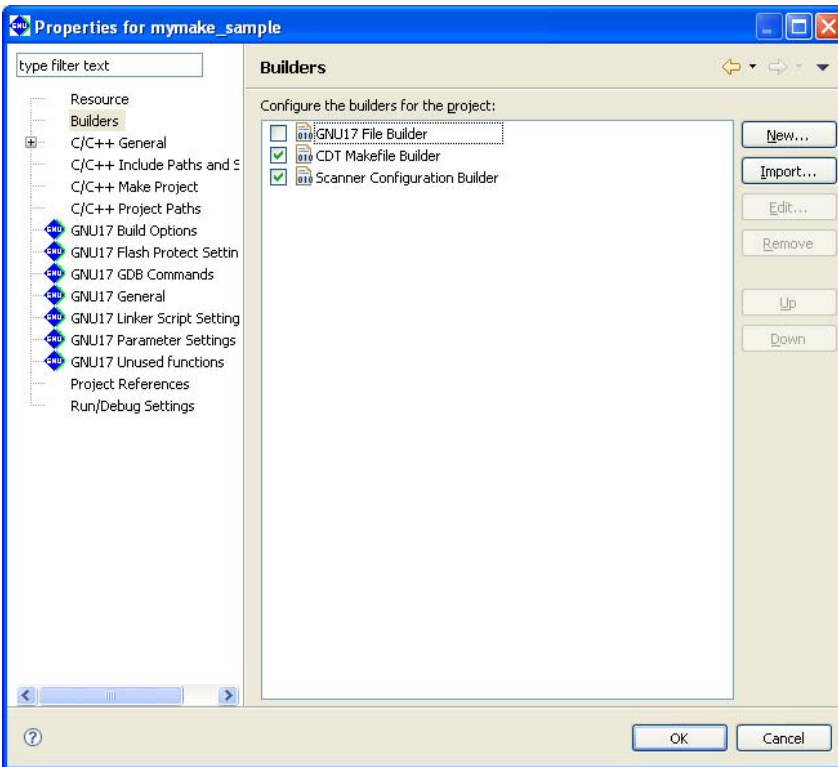 Properties for mymake_sample
type filter text
Resource
Builders
C/C++ General
C/C++ Include Paths and S
C/C++ Make Project
C/C++ Project Paths
GNU17 Build Options
GNU17 Flash Protect Settin
GNU17 GDB Commands
GNU17 General
GNU17 Linker Script Setting
GNU17 Parameter Settings
GNU17 Unused functions
Project References
Run/Debug Settings
Builders
Configure the builders for the project:
GNU17 File Builder
CDT Makefile Builder
Scanner Configuration Builder
New...
Import...
Edit...
Remove
Up
Down
OK
Cancel